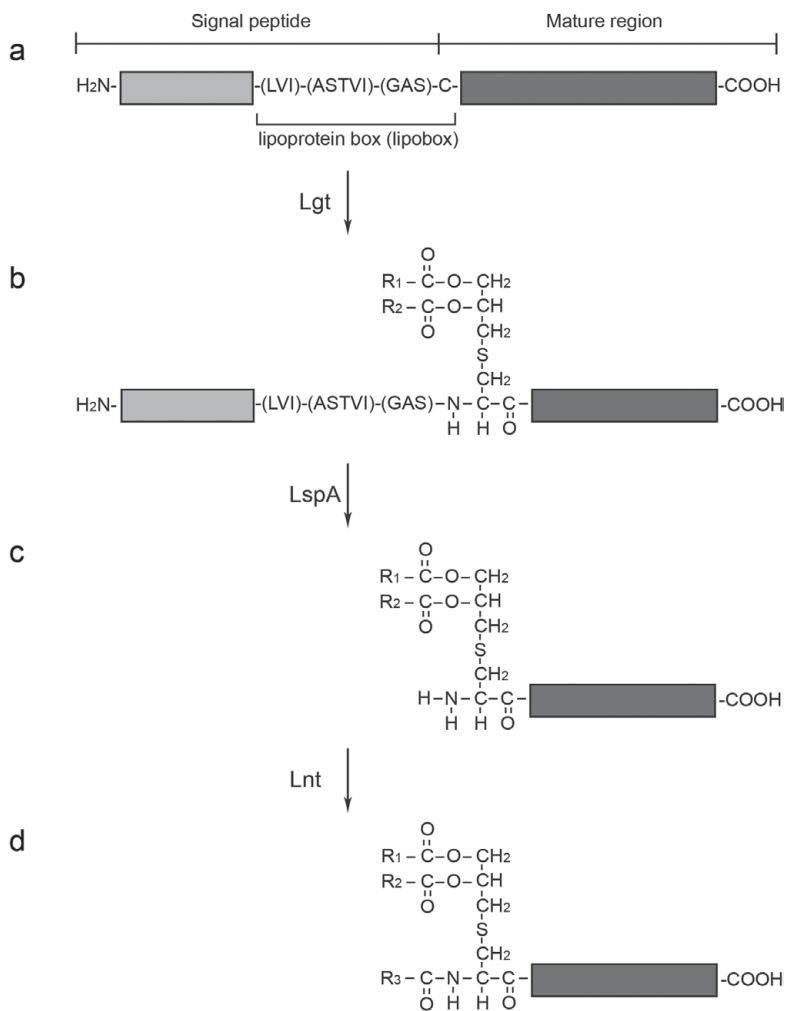 Signal peptide Mature region
a
H2N- -(LVI)-(ASTVI)-(GAS)-C- -COOH
lipoprotein box (lipobox)
Lgt
b
O
R1 – C–O– CH2
R2 – C–O–CH
O CH2
S
CH2
H2N- -(LVI)-(ASTVI)-(GAS)–N–C–C– -COOH
H H O
LspA
c
O
R1 – C–O– CH2
R2 – C–O–CH
O CH2
S
CH2
H–N–C–C– -COOH
H H O
Lnt
d
O
R1 – C–O– CH2
R2 – C–O–CH
O CH2
S
CH2
R3 – C–N–C–C– -COOH
O H H O